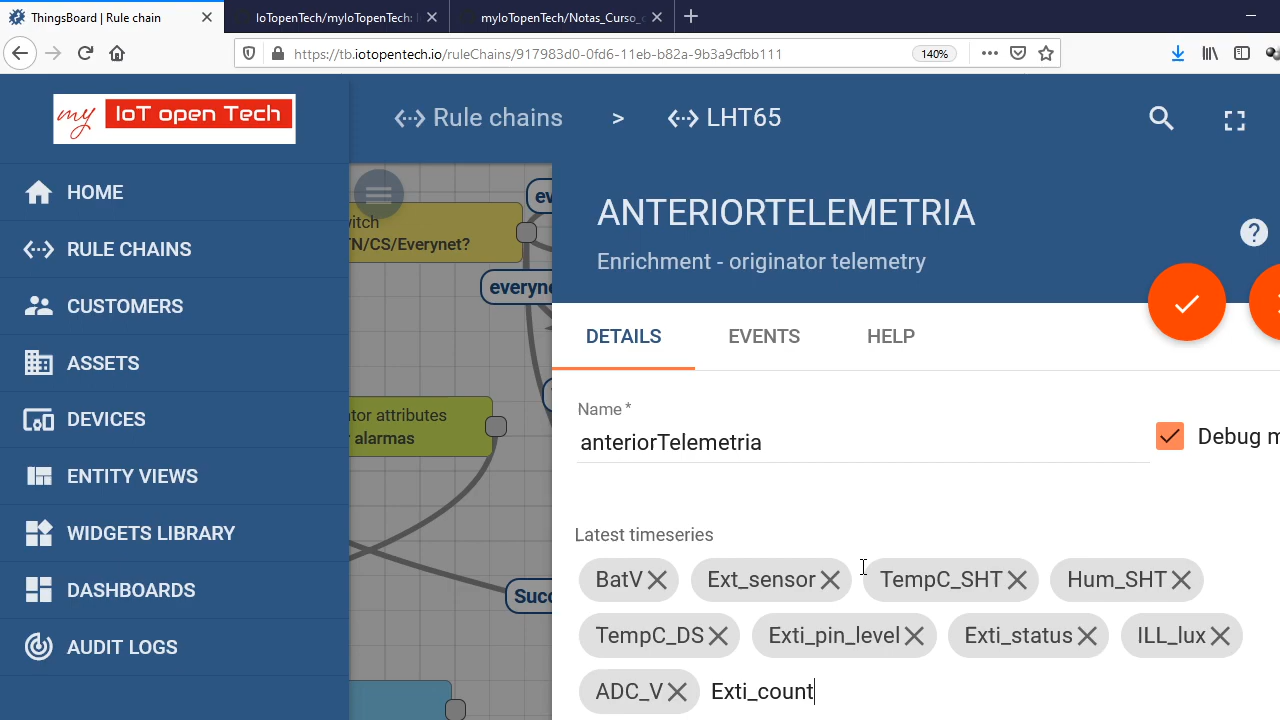 ThingsBoard | Rule chain
IoTopenTech/myIoTopenTech:
myIoTopenTech/Notas_Curso_
https://tb.iotopentech.io/ruleChains/917983d0-0fd6-11eb-b82a-9b3a9cfbb111
140%
my IoT open Tech
Rule chains > LHT65
HOME
RULE CHAINS
CUSTOMERS
ASSETS
DEVICES
ENTITY VIEWS
WIDGETS LIBRARY
DASHBOARDS
AUDIT LOGS
witch
TN/CS/Everynet?
ev
everyne
ator attributes
r alarmas
Succ
ANTERIORTELEMETRIA
Enrichment - originator telemetry
DETAILS EVENTS HELP
Name *
anteriorTelemetria
Debug m
Latest timeseries
BatV Ext_sensor TempC_SHT Hum_SHT
TempC_DS Exti_pin_level Exti_status ILL_lux
ADC_V Exti_count